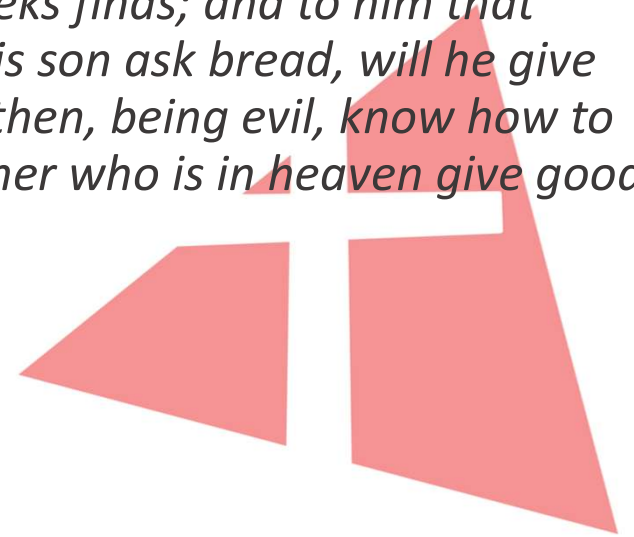 eks finds; and to him that
is son ask bread, will he give
then, being evil, know how to
her who is in heaven give good